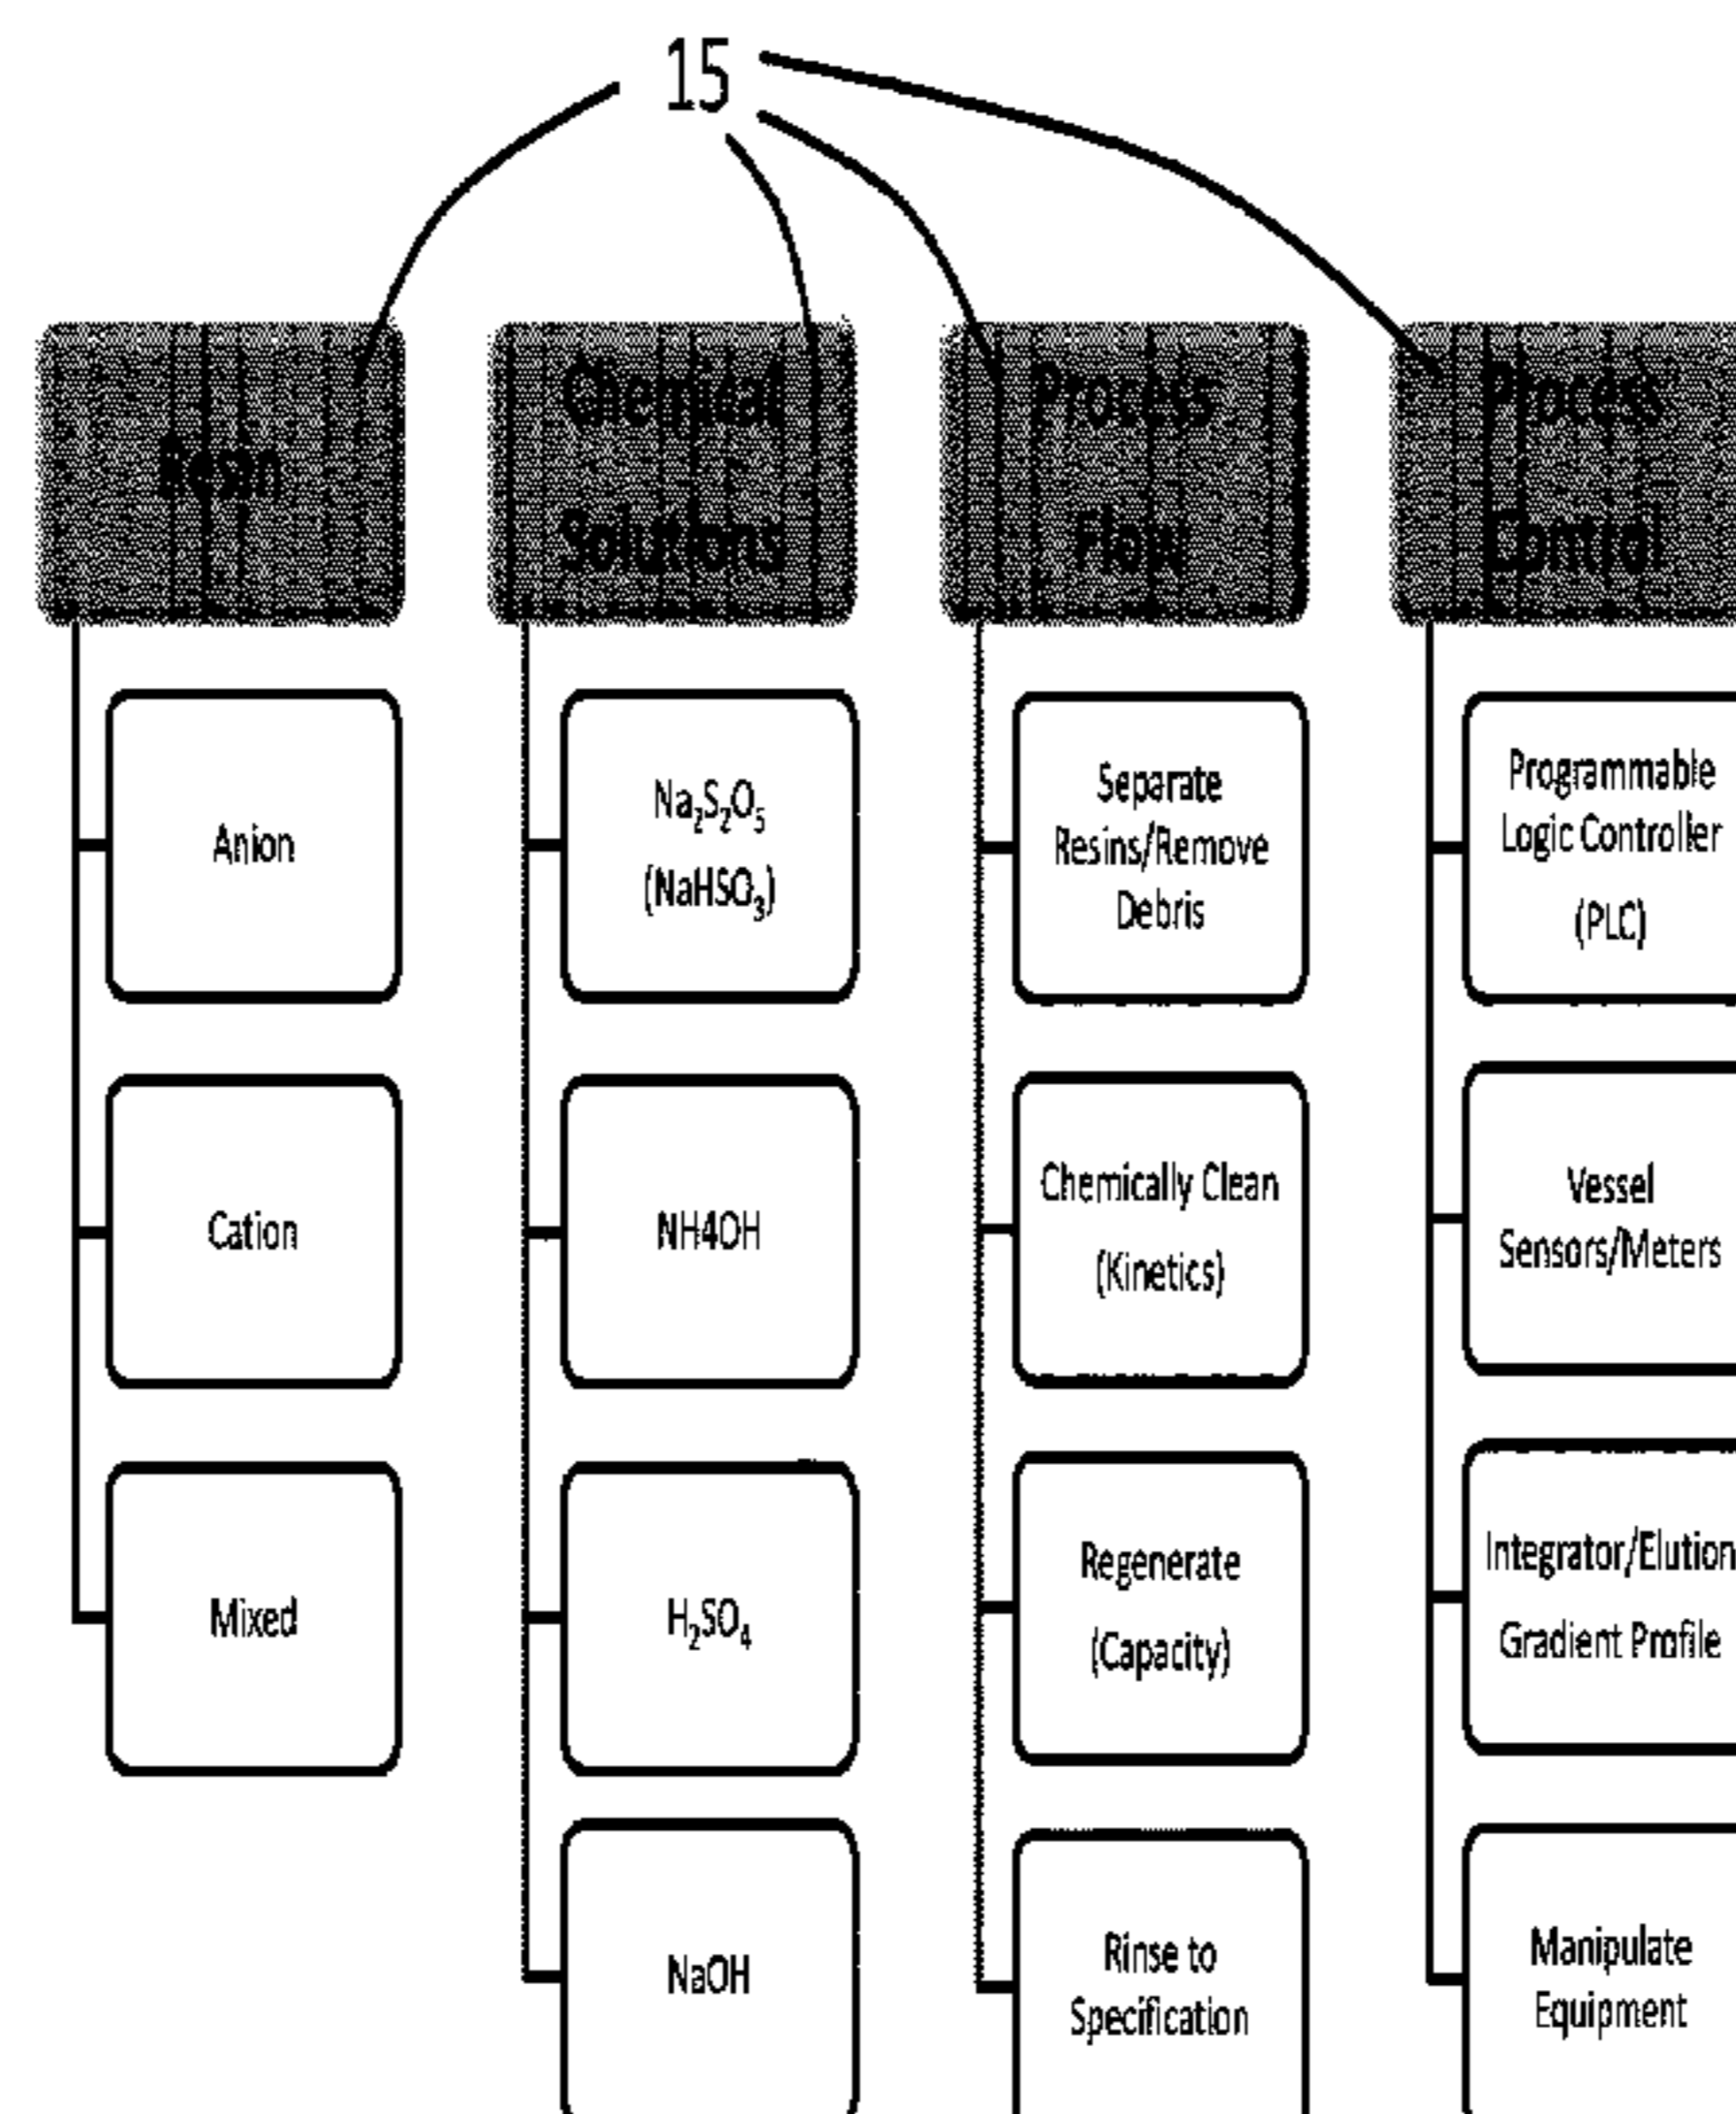 15
Resin
Chemical
Solutions
Process
Flow
Process
Control
Anion
Cation
Mixed
Na₂S₂O₅
(NaHSO₃)
NH4OH
H₂SO₄
NaOH
Separate
Resins/Remove
Debris
Chemically Clean
(Kinetics)
Regenerate
(Capacity)
Rinse to
Specification
Programmable
Logic Controller
(PLC)
Vessel
Sensors/Meters
Integrator/Elution
Gradient Profile
Manipulate
Equipment